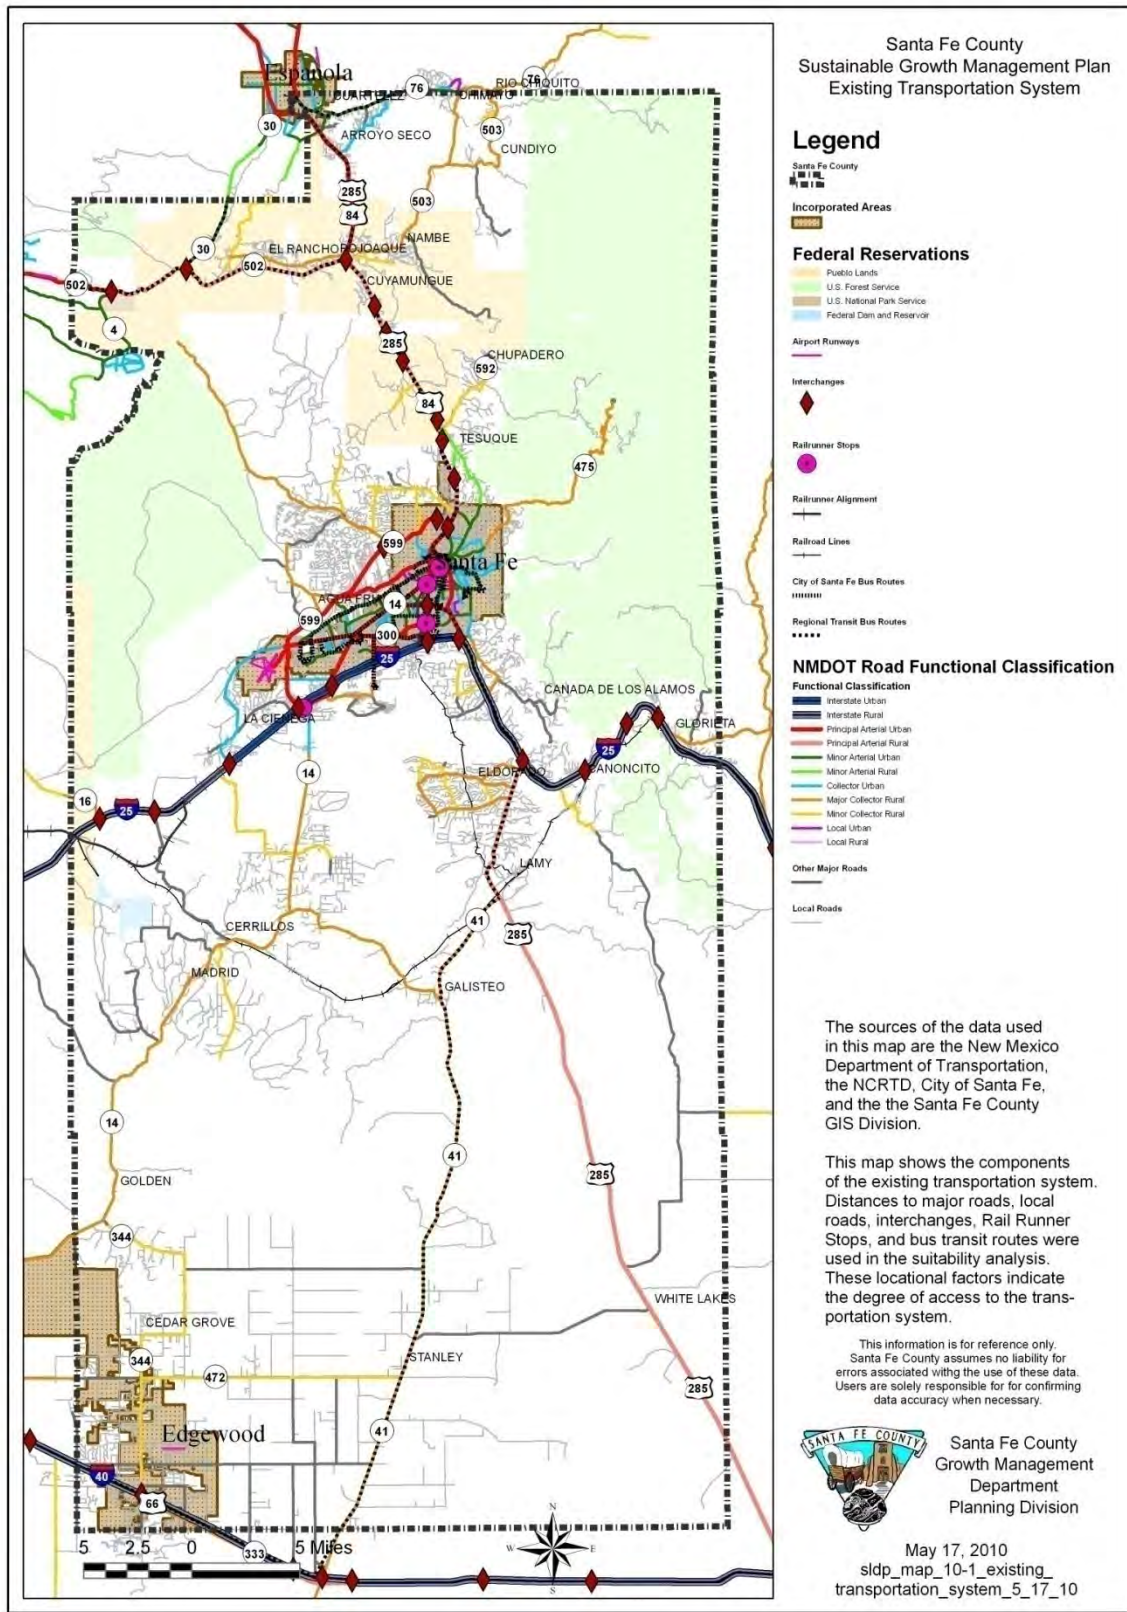 Santa Fe County
Sustainable Growth Management Plan
Existing Transportation System
Legend
Santa Fe County
Incorporated Areas
Federal Reservations
Pueblo Lands
U.S. Forest Service
U.S. National Park Service
Federal Dam and Reservoir
Airport Runways
Interchanges
Railrunner Stops
Railrunner Alignment
Railroad Lines
City of Santa Fe Bus Routes
Regional Transit Bus Routes
NMDOT Road Functional Classification
Functional Classification
Interstate Urban
Interstate Rural
Principal Arterial Urban
Principal Arterial Rural
Minor Arterial Urban
Minor Arterial Rural
Collector Urban
Major Collector Rural
Minor Collector Rural
Local Urban
Local Rural
Other Major Roads
Local Roads
The sources of the data used
in this map are the New Mexico
Department of Transportation,
the NCRTD, City of Santa Fe,
and the the Santa Fe County
GIS Division.
This map shows the components
of the existing transportation system.
Distances to major roads, local
roads, interchanges, Rail Runner
Stops, and bus transit routes were
used in the suitability analysis.
These locational factors indicate
the degree of access to the trans-
portation system.
This information is for reference only.
Santa Fe County assumes no liability for
errors associated withg the use of these data.
Users are solely responsible for for confirming
data accuracy when necessary.
SANTA FE COUNTY
Santa Fe County
Growth Management
Department
Planning Division
May 17, 2010
sldp_map_10-1_existing_
transportation_system_5_17_10
Espanola
CUARTELEZ
76
CHIMAYO
RIO CHIQUITO
76
30
ARROYO SECO
503
CUNDIYO
285
84
503
30
EL RANCHO
POJOAQUE
NAMBE
502
502
CUYAMUNGUE
4
285
CHUPADERO
592
84
TESUQUE
475
599
Santa Fe
AGUA FRIA
14
599
300
25
CANADA DE LOS ALAMOS
LA CIENEGA
GLORIETA
25
14
ELDORADO
CANONCITO
16
25
LAMY
41
285
CERRILLOS
MADRID
GALISTEO
14
41
285
GOLDEN
344
WHITE LAKES
CEDAR GROVE
344
STANLEY
472
285
41
Edgewood
40
66
333
5 2.5 0 5 Miles
N
W E
S